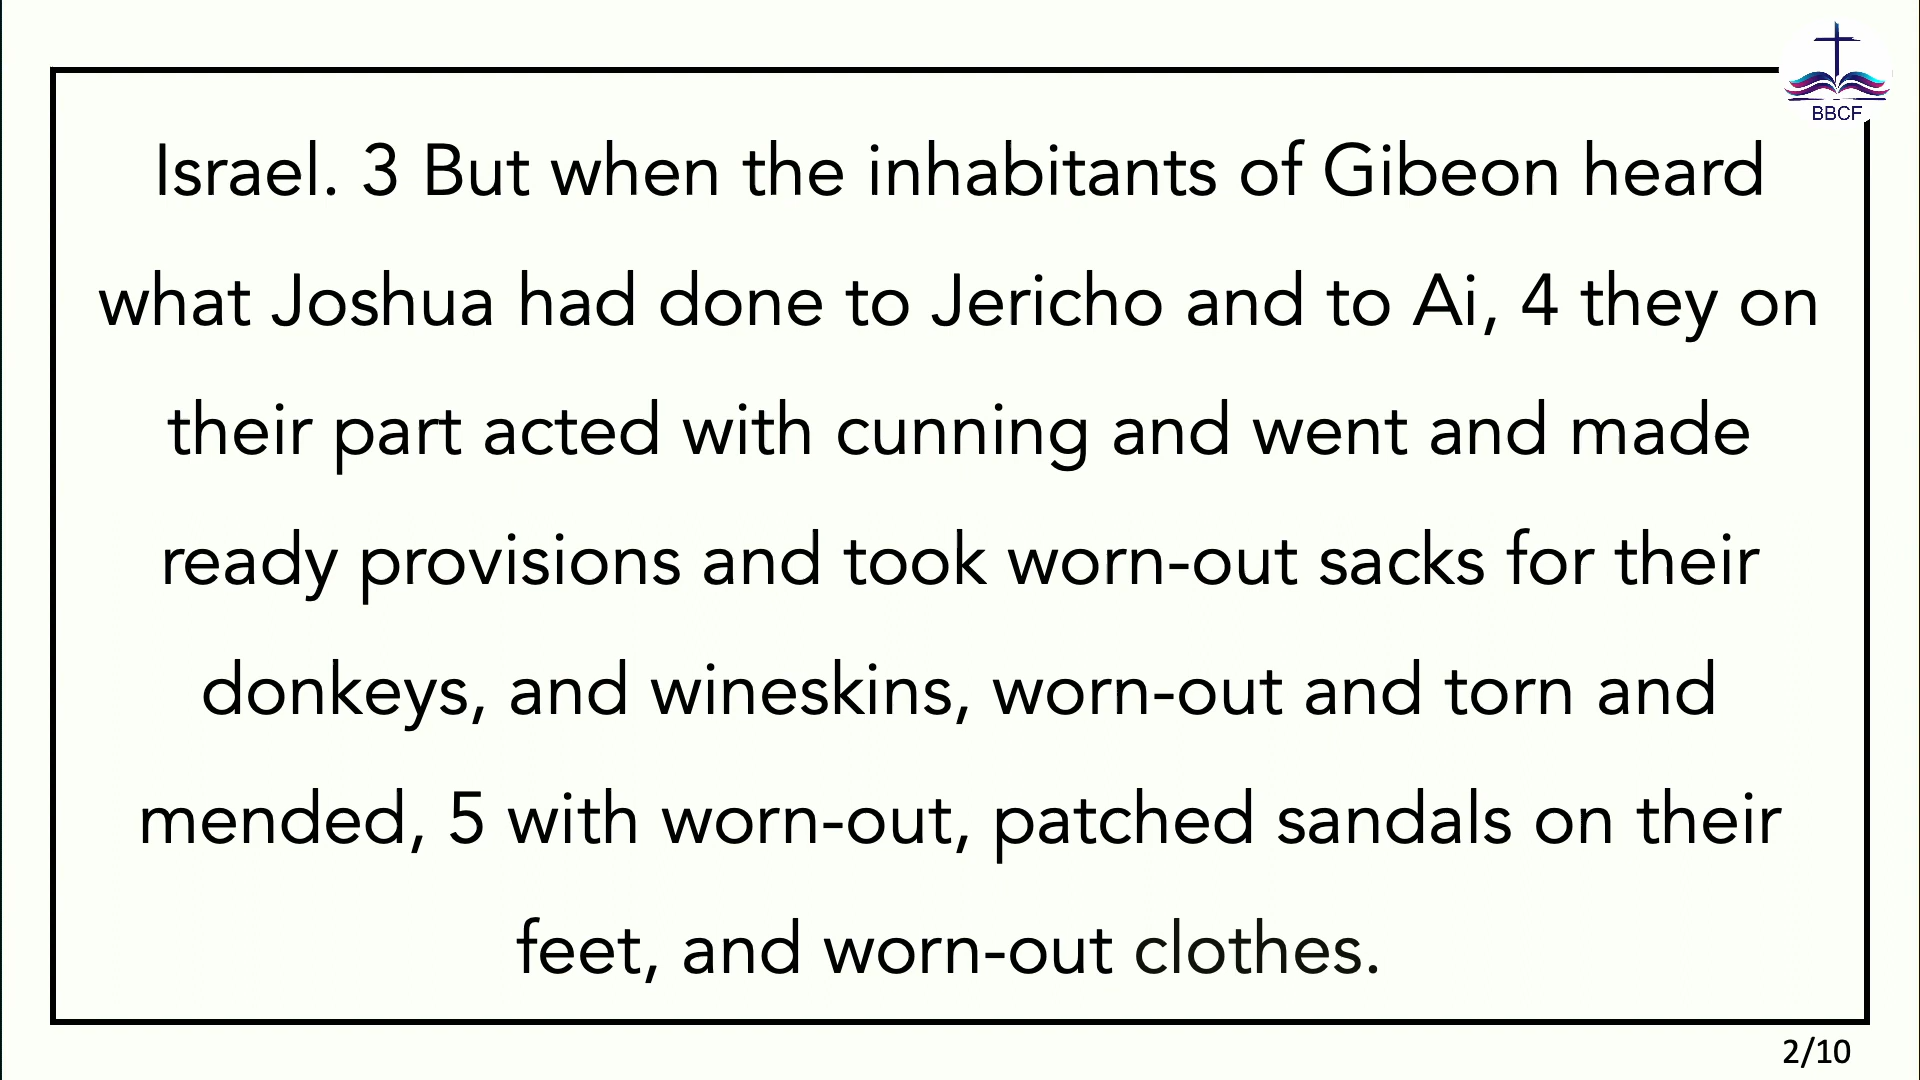 BBCF
Israel. 3 But when the inhabitants of Gibeon heard
what Joshua had done to Jericho and to Ai, 4 they on
their part acted with cunning and went and made
ready provisions and took worn-out sacks for their
donkeys, and wineskins, worn-out and torn and
mended, 5 with worn-out, patched sandals on their
feet, and worn-out clothes.
2/10